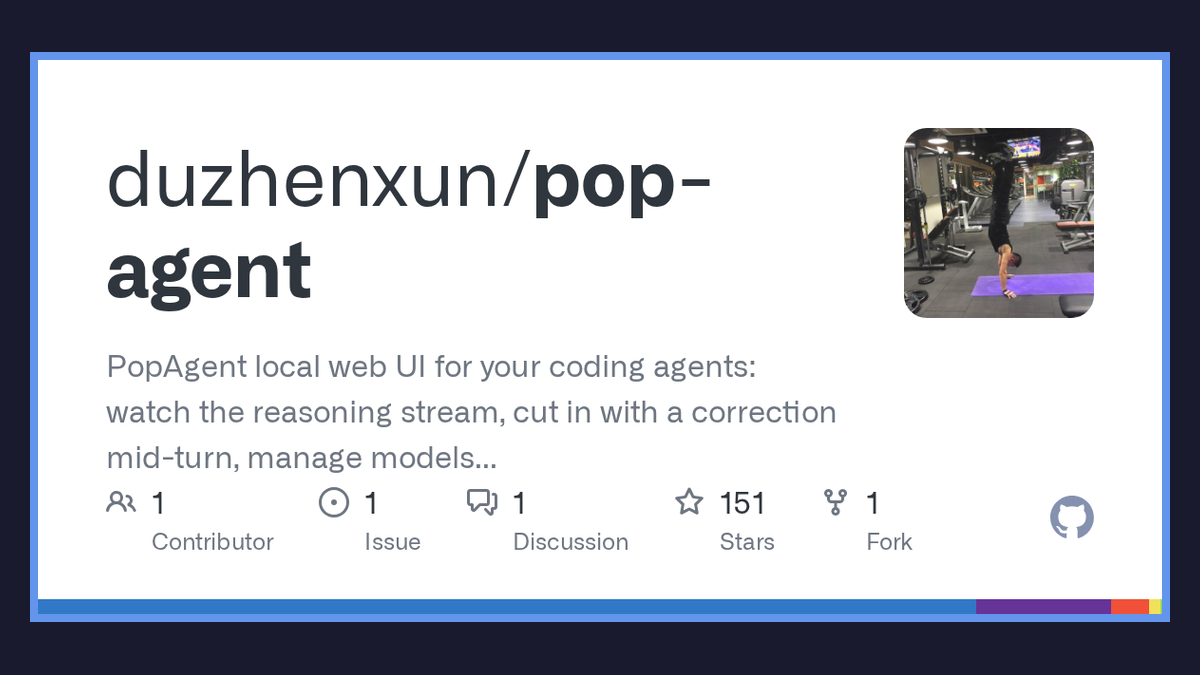 duzhenxun/pop-
agent
PopAgent local web UI for your coding agents:
watch the reasoning stream, cut in with a correction
mid-turn, manage models...
1 1 1 151 1
Contributor Issue Discussion Stars Fork